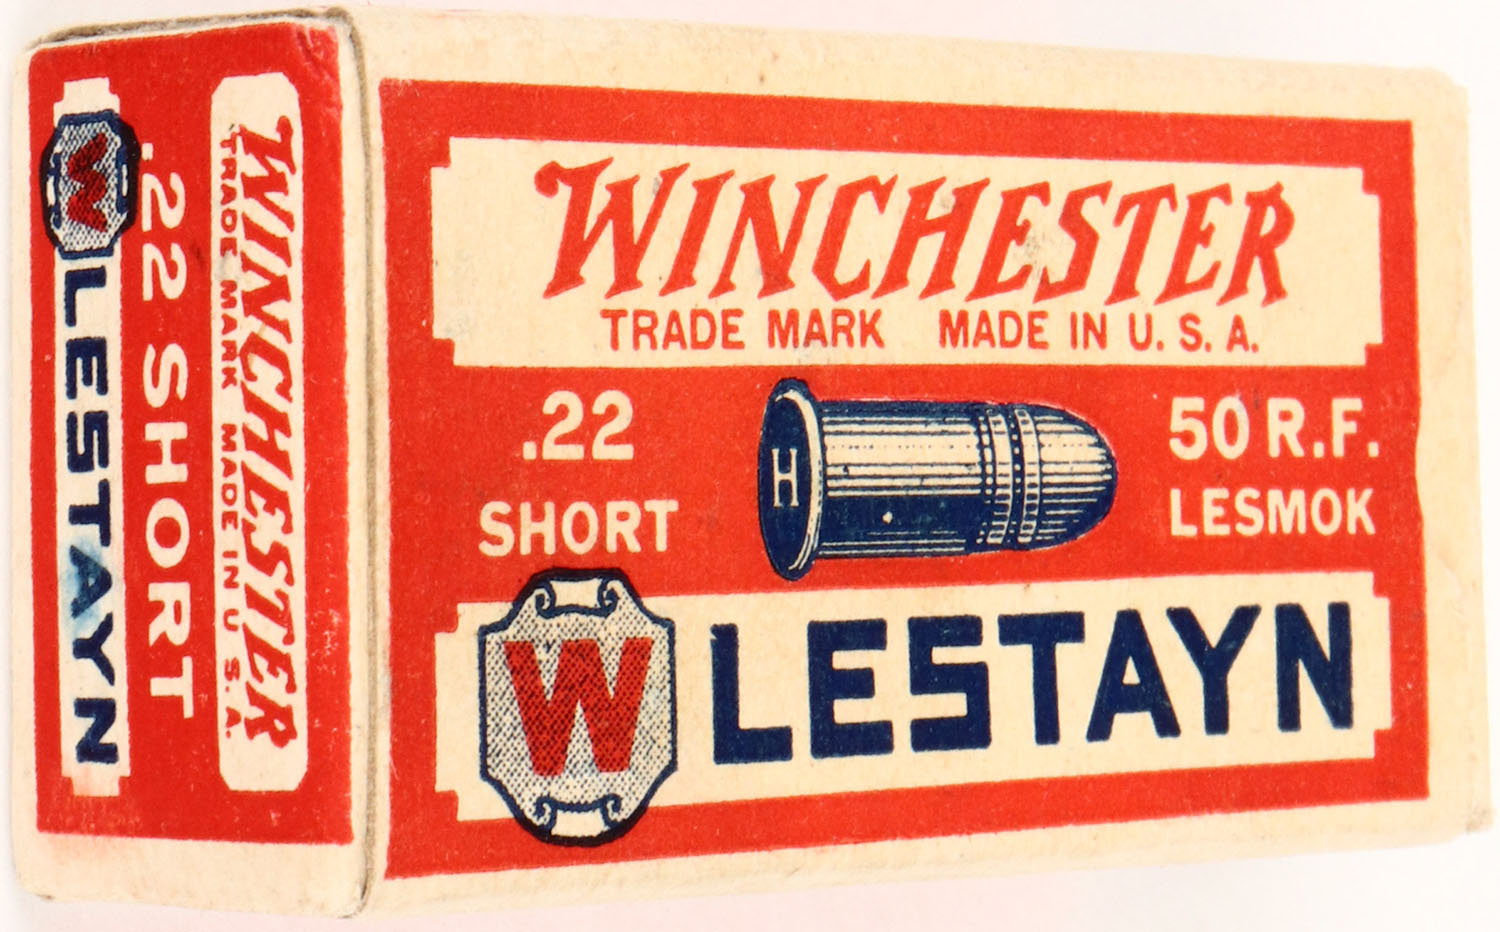 WINCHESTER
TRADE MARK MADE IN U.S.A.
.22 SHORT
W LESTAYN
WINCHESTER
TRADE MARK MADE IN U.S.A.
.22
SHORT
H
50 R.F.
LESMOK
W LESTAYN